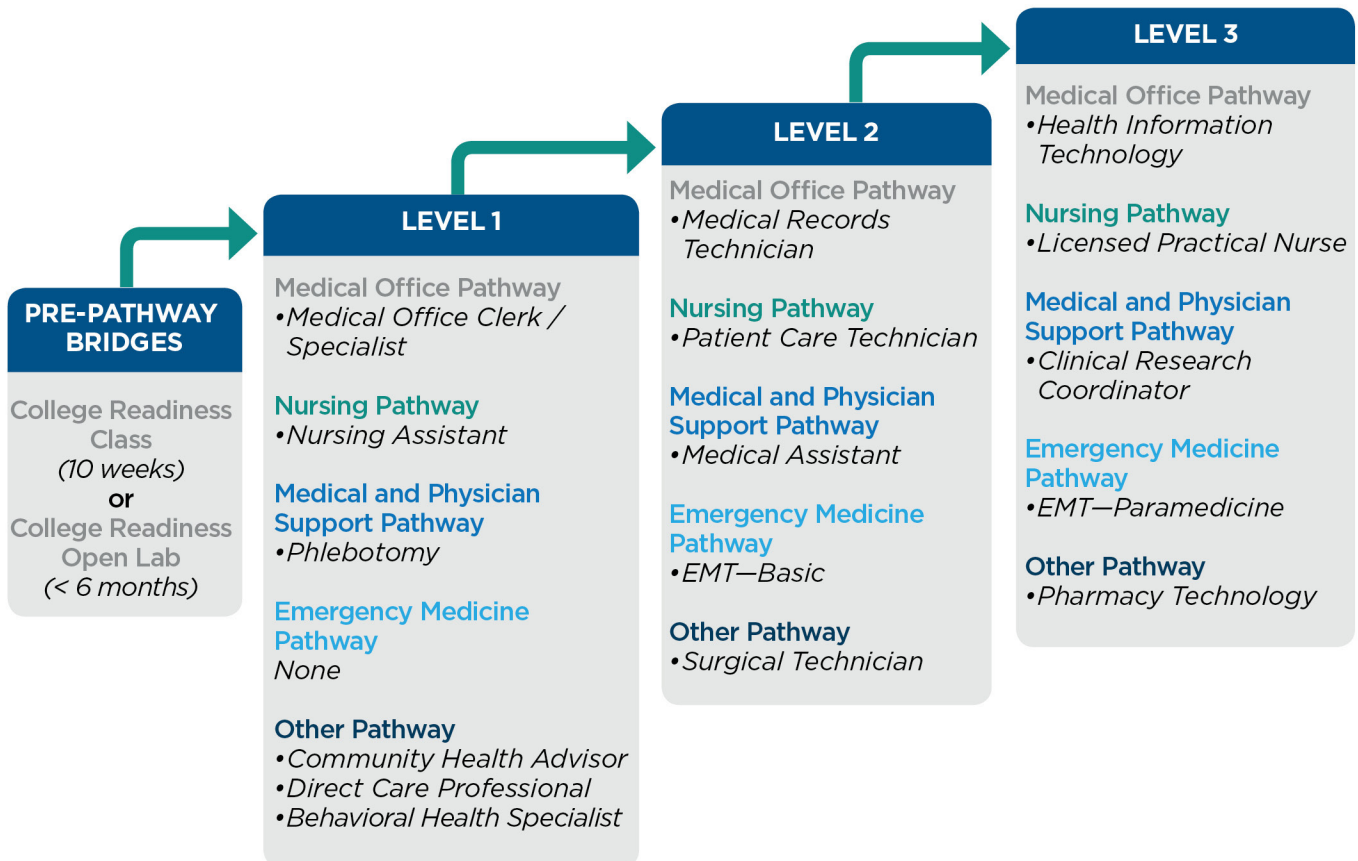 PRE-PATHWAY
BRIDGES
College Readiness
Class
(10 weeks)
or
College Readiness
Open Lab
(< 6 months)
LEVEL 1
Medical Office Pathway
•Medical Office Clerk /
Specialist
Nursing Pathway
•Nursing Assistant
Medical and Physician
Support Pathway
•Phlebotomy
Emergency Medicine
Pathway
None
Other Pathway
•Community Health Advisor
•Direct Care Professional
•Behavioral Health Specialist
LEVEL 2
Medical Office Pathway
•Medical Records
Technician
Nursing Pathway
•Patient Care Technician
Medical and Physician
Support Pathway
•Medical Assistant
Emergency Medicine
Pathway
•EMT—Basic
Other Pathway
•Surgical Technician
LEVEL 3
Medical Office Pathway
•Health Information
Technology
Nursing Pathway
•Licensed Practical Nurse
Medical and Physician
Support Pathway
•Clinical Research
Coordinator
Emergency Medicine
Pathway
•EMT—Paramedicine
Other Pathway
•Pharmacy Technology